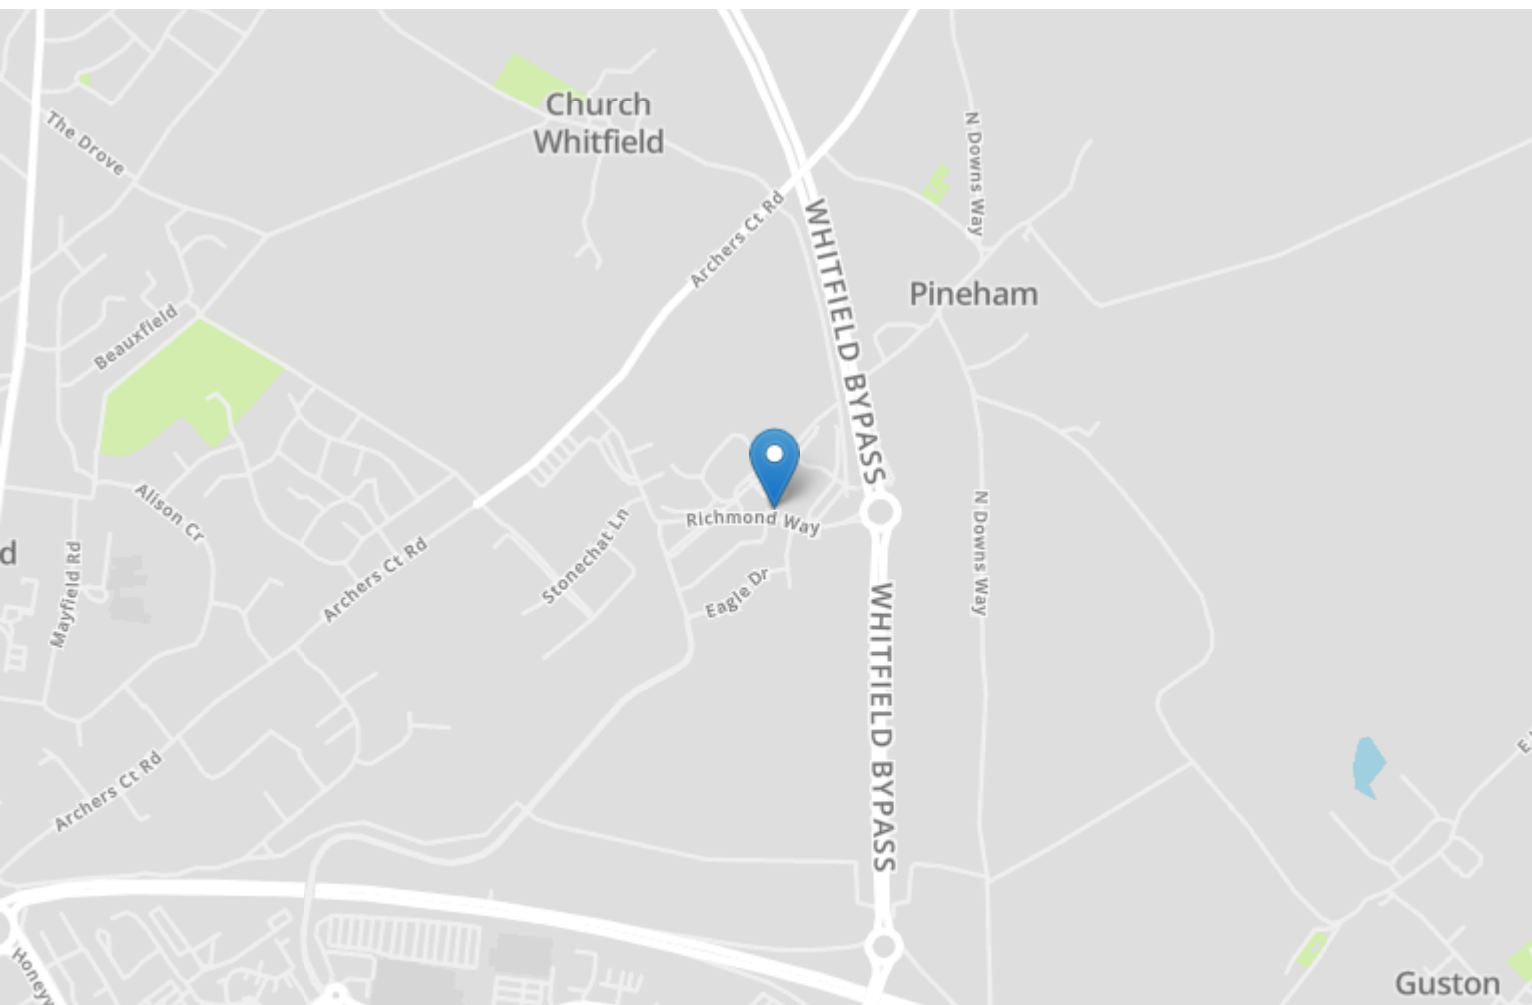 Church
Whitfield
The Drove
N Downs Way
Archers Ct Rd
WHITFIELD BYPASS
Pineham
Beauxfield
Alison Cr
Richmond Way
Stonechat Ln
N Downs Way
d
Mayfield Rd
Archers Ct Rd
Eagle Dr
WHITFIELD BYPASS
Archers Ct Rd
Guston